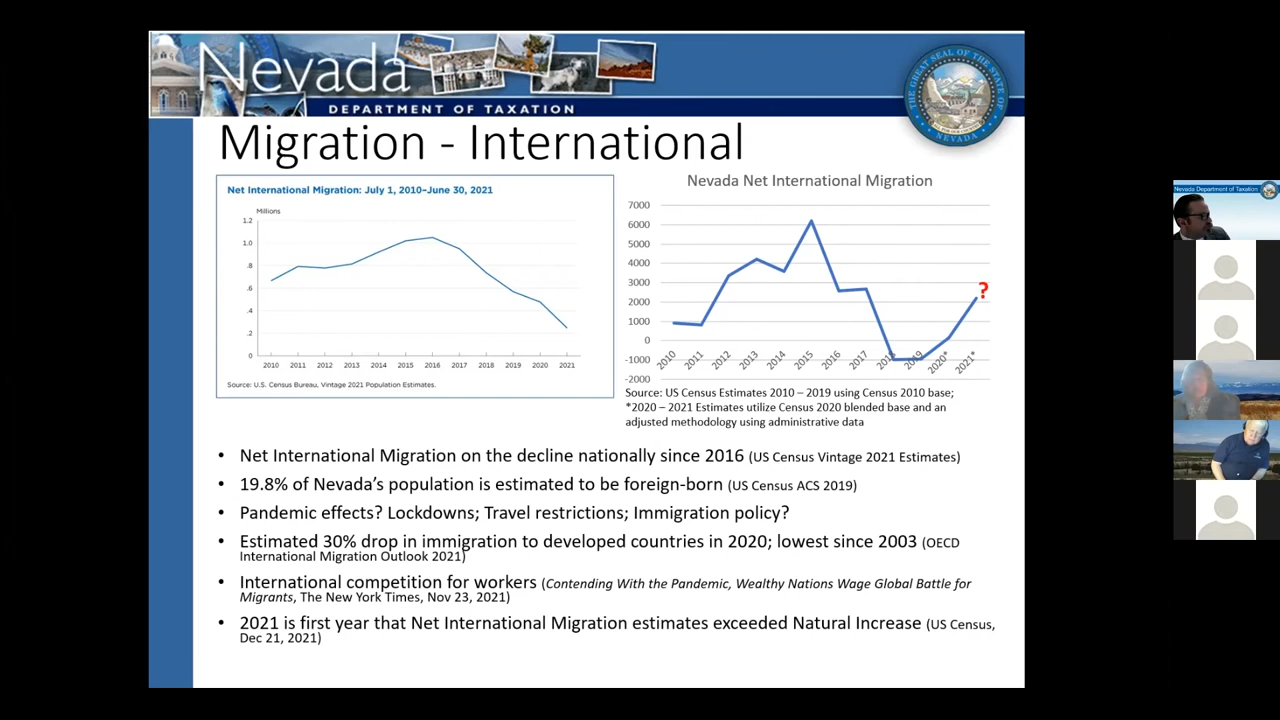 Nevada
DEPARTMENT OF TAXATION
THE GREAT SEAL OF THE STATE OF
NEVADA
Migration - International
Net International Migration: July 1, 2010–June 30, 2021
Millions
1.2
1.0
.8
.6
.4
.2
0
2010 2011 2012 2013 2014 2015 2016 2017 2018 2019 2020 2021
Source: U.S. Census Bureau, Vintage 2021 Population Estimates.
Nevada Net International Migration
7000
6000
5000
4000
3000
2000
1000
0
-1000
-2000
2010 2011 2012 2013 2014 2015 2016 2017 2018 2019 2020* 2021*
?
Source: US Census Estimates 2010 – 2019 using Census 2010 base;
*2020 – 2021 Estimates utilize Census 2020 blended base and an
adjusted methodology using administrative data
• Net International Migration on the decline nationally since 2016 (US Census Vintage 2021 Estimates)
• 19.8% of Nevada's population is estimated to be foreign-born (US Census ACS 2019)
• Pandemic effects? Lockdowns; Travel restrictions; Immigration policy?
• Estimated 30% drop in immigration to developed countries in 2020; lowest since 2003 (OECD
International Migration Outlook 2021)
• International competition for workers (Contending With the Pandemic, Wealthy Nations Wage Global Battle for
Migrants, The New York Times, Nov 23, 2021)
• 2021 is first year that Net International Migration estimates exceeded Natural Increase (US Census,
Dec 21, 2021)
Nevada Department of Taxation